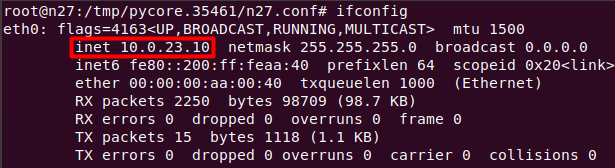 root@n27:/tmp/pycore.35461/n27.conf# ifconfig
eth0: flags=4163<UP,BROADCAST,RUNNING,MULTICAST>  mtu 1500
inet 10.0.23.10  netmask 255.255.255.0  broadcast 0.0.0.0
inet6 fe80::200:ff:feaa:40  prefixlen 64  scopeid 0x20<link>
ether 00:00:00:aa:00:40  txqueuelen 1000  (Ethernet)
RX packets 2250  bytes 98709 (98.7 KB)
RX errors 0  dropped 0  overruns 0  frame 0
TX packets 15  bytes 1118 (1.1 KB)
TX errors 0  dropped 0 overruns 0  carrier 0  collisions 0